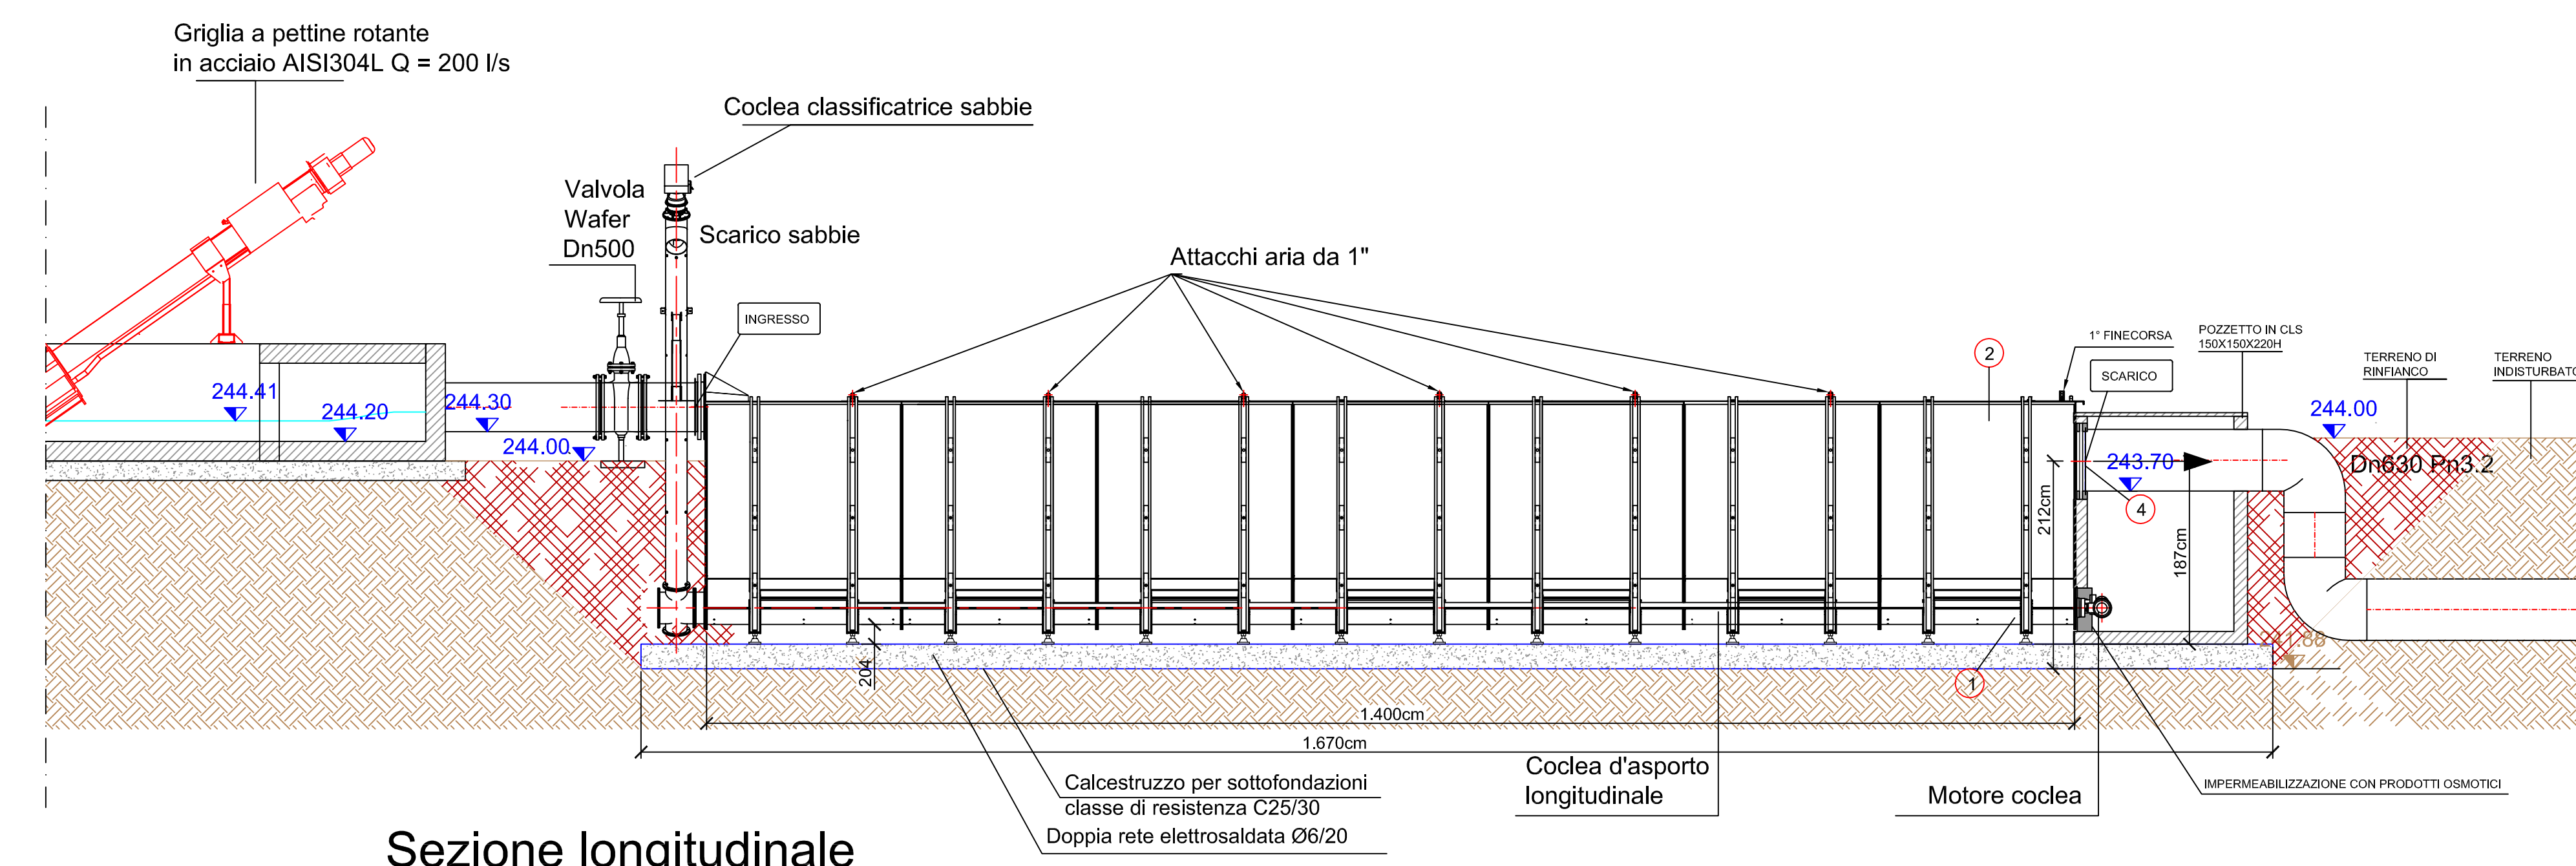 Griglia a pettine rotante
in acciaio AISI304L Q = 200 l/s
Coclea classificatrice sabbie
Valvola
Wafer
Dn500
Scarico sabbie
Attacchi aria da 1"
INGRESSO
2
1° FINECORSA
POZZETTO IN CLS
150X150X220H
SCARICO
TERRENO DI
RINFIANCO
TERRENO
INDISTURBATO
244.41
244.20
244.30
244.00
244.00
243.70
Dn630 Pn3.2
4
212cm
187cm
241.88
204
1
1.400cm
1.670cm
Calcestruzzo per sottofondazioni
classe di resistenza C25/30
Doppia rete elettrosaldata Ø6/20
Coclea d'asporto
longitudinale
Motore coclea
IMPERMEABILIZZAZIONE CON PRODOTTI OSMOTICI
Sezione longitudinale